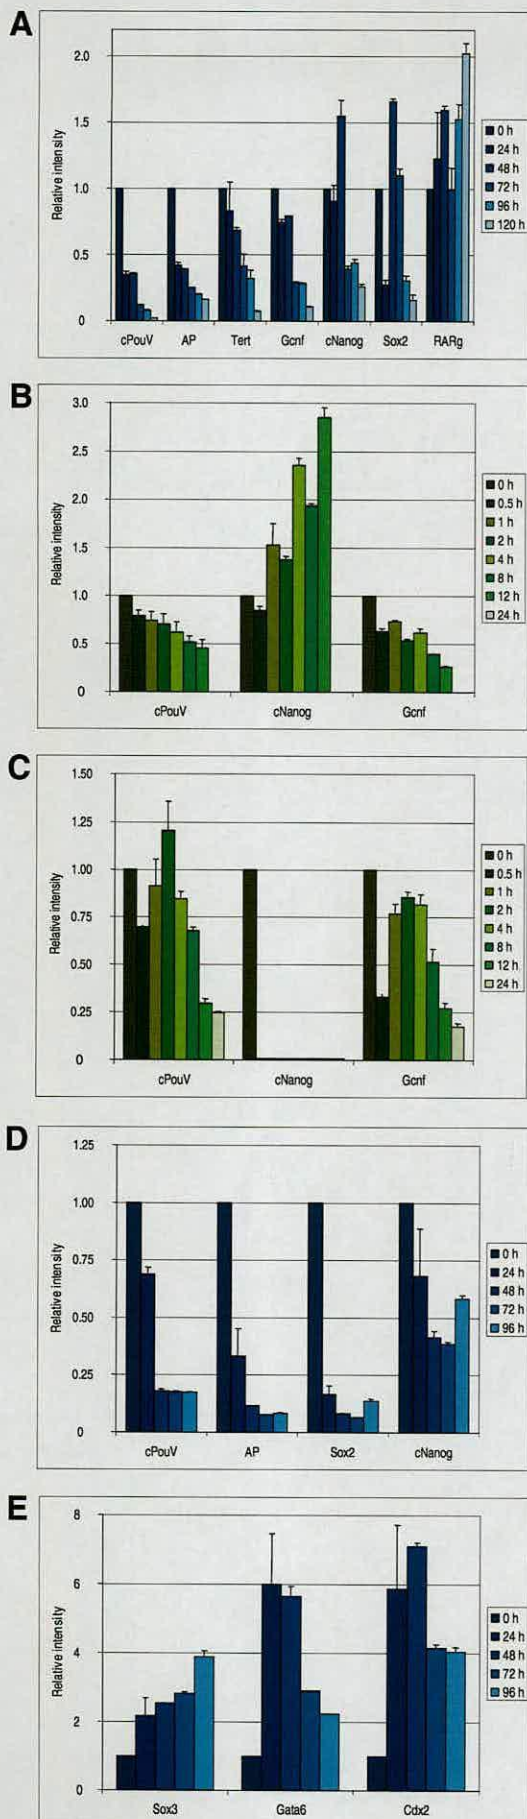 A
Relative intensity
2.0
1.5
1.0
0.5
0
cPouV AP Tert Gcnf cNanog Sox2 RARg
0 h
24 h
48 h
72 h
96 h
120 h
B
Relative intensity
3.0
2.5
2.0
1.5
1.0
0.5
0
cPouV cNanog Gcnf
0 h
0.5 h
1 h
2 h
4 h
8 h
12 h
24 h
C
Relative intensity
1.50
1.25
1.00
0.75
0.50
0.25
0
cPouV cNanog Gcnf
0 h
0.5 h
1 h
2 h
4 h
8 h
12 h
24 h
D
Relative intensity
1.25
1.00
0.75
0.50
0.25
0
cPouV AP Sox2 cNanog
0 h
24 h
48 h
72 h
96 h
E
Relative intensity
8
6
4
2
0
Sox3 Gata6 Cdx2
0 h
24 h
48 h
72 h
96 h